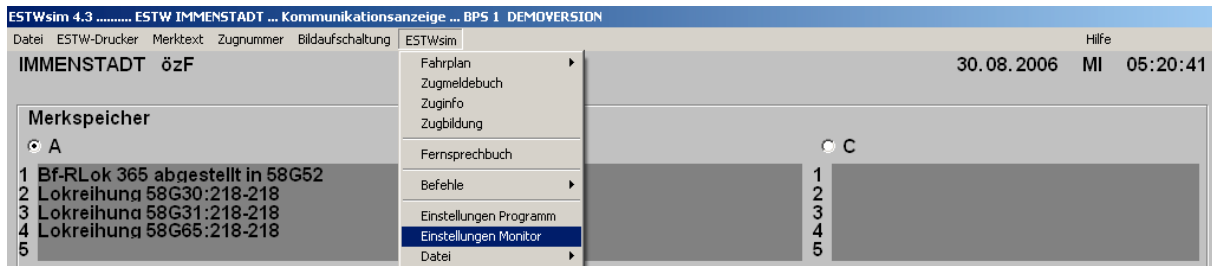 ESTWsim 4.3 .......... ESTW IMMENSTADT ... Kommunikationsanzeige ... BPS 1 DEMOVERSION
Datei ESTW-Drucker Merktext Zugnummer Bildaufschaltung ESTWsim Hilfe
IMMENSTADT özF 30.08.2006 MI 05:20:41
Fahrplan
Zugmeldebuch
Zuginfo
Zugbildung
Fernsprechbuch
Befehle
Einstellungen Programm
Einstellungen Monitor
Datei
Merkspeicher
A
1 Bf-RLok 365 abgestellt in 58G52
2 Lokreihung 58G30:218-218
3 Lokreihung 58G31:218-218
4 Lokreihung 58G65:218-218
5
C
1
2
3
4
5